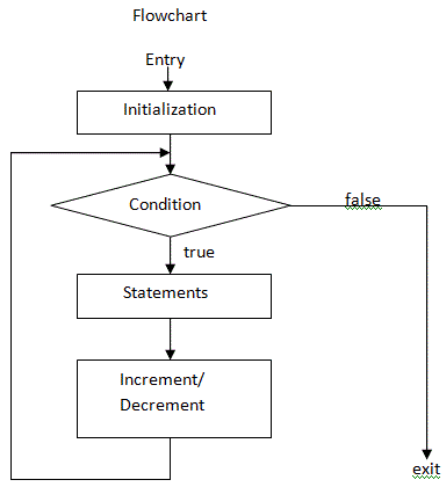 Flowchart
Entry
Initialization
Condition
false
true
Statements
Increment/
Decrement
exit